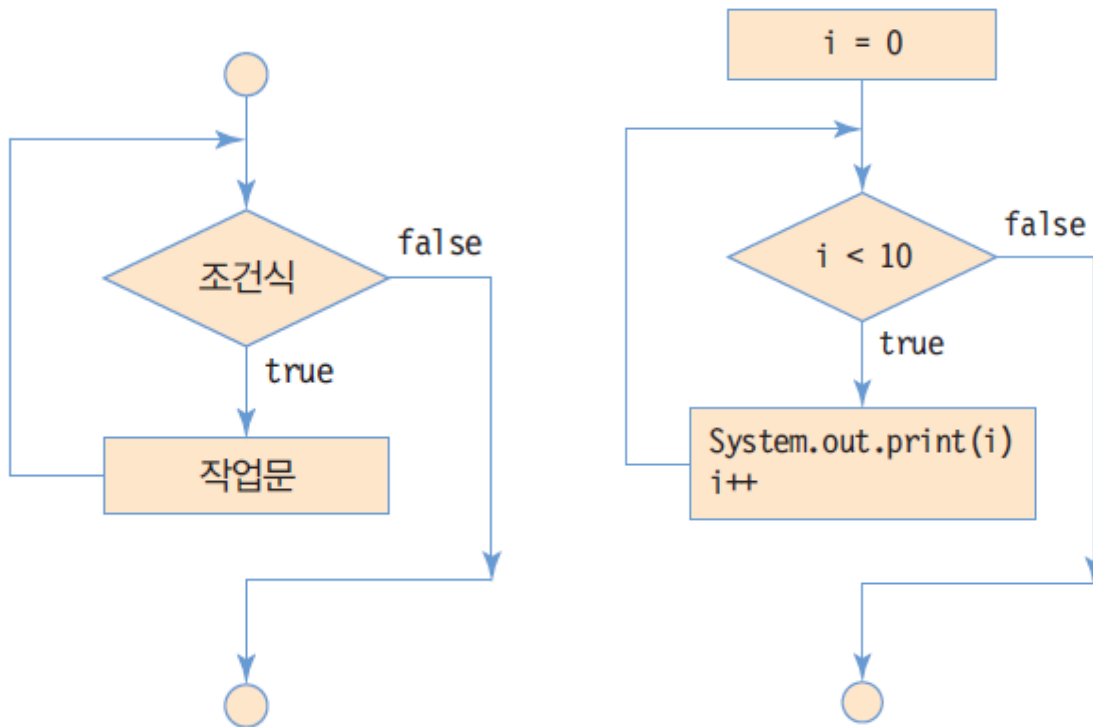 조건식
false
true
작업문
i = 0
i < 10
false
true
System.out.print(i)
i++